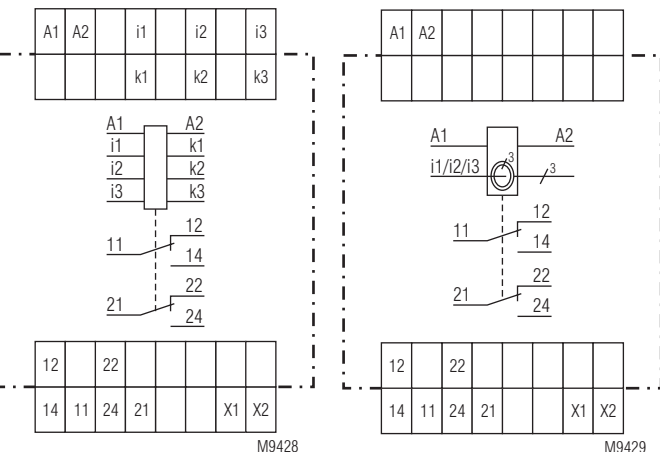 A1 A2 i1 i2 i3
k1 k2 k3
A1 A2
i1 k1
i2 k2
i3 k3
12
11
14
22
21
24
12 22
14 11 24 21 X1 X2
M9428
A1 A2
A1 A2
3
i1/i2/i3 3
12
11
14
22
21
24
12 22
14 11 24 21 X1 X2
M9429